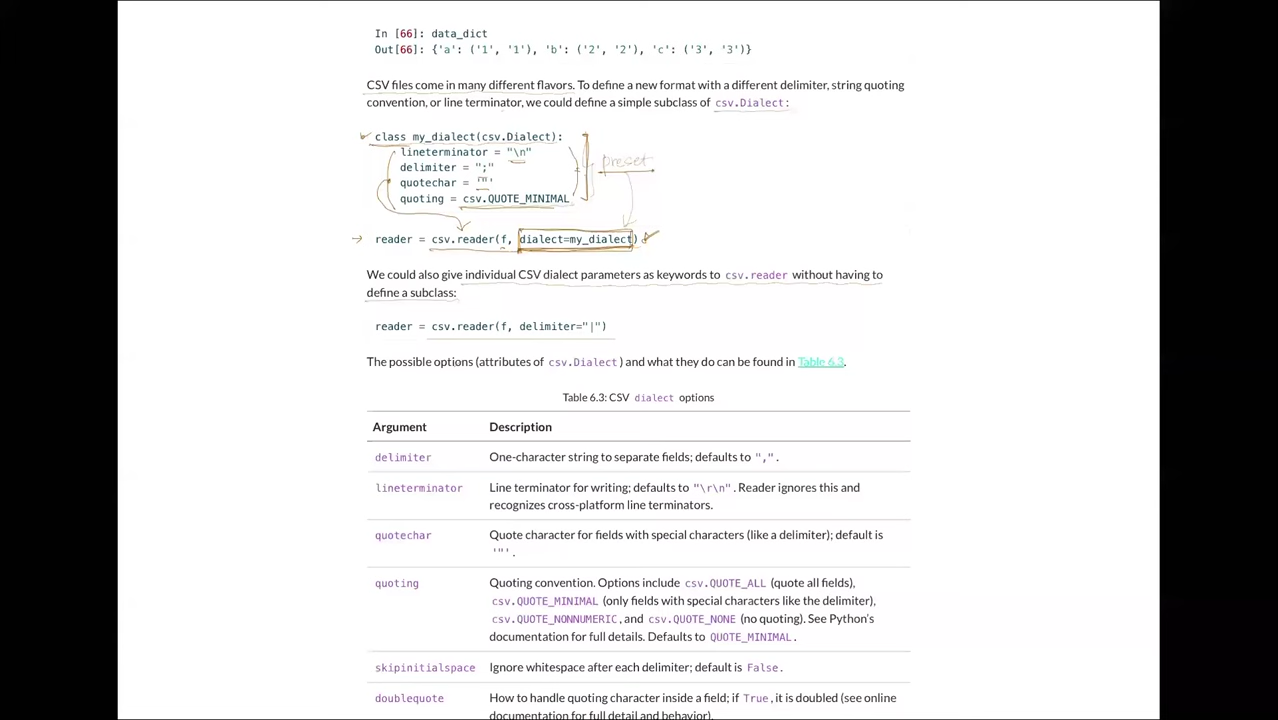 In [66]: data_dict
Out[66]: {'a': ('1', '1'), 'b': ('2', '2'), 'c': ('3', '3')}
CSV files come in many different flavors. To define a new format with a different delimiter, string quoting
convention, or line terminator, we could define a simple subclass of csv.Dialect:
class my_dialect(csv.Dialect):
lineterminator = "\n"
delimiter = ";"
quotechar = '"'
quoting = csv.QUOTE_MINIMAL
preset
reader = csv.reader(f, dialect=my_dialect)
We could also give individual CSV dialect parameters as keywords to csv.reader without having to
define a subclass:
reader = csv.reader(f, delimiter="|")
The possible options (attributes of csv.Dialect) and what they do can be found in Table 6.3.
Table 6.3: CSV dialect options
Argument Description
delimiter One-character string to separate fields; defaults to ",".
lineterminator Line terminator for writing; defaults to "\r\n". Reader ignores this and
recognizes cross-platform line terminators.
quotechar Quote character for fields with special characters (like a delimiter); default is
'"'.
quoting Quoting convention. Options include csv.QUOTE_ALL (quote all fields),
csv.QUOTE_MINIMAL (only fields with special characters like the delimiter),
csv.QUOTE_NONNUMERIC, and csv.QUOTE_NONE (no quoting). See Python's
documentation for full details. Defaults to QUOTE_MINIMAL.
skipinitialspace Ignore whitespace after each delimiter; default is False.
doublequote How to handle quoting character inside a field; if True, it is doubled (see online
documentation for full detail and behavior).